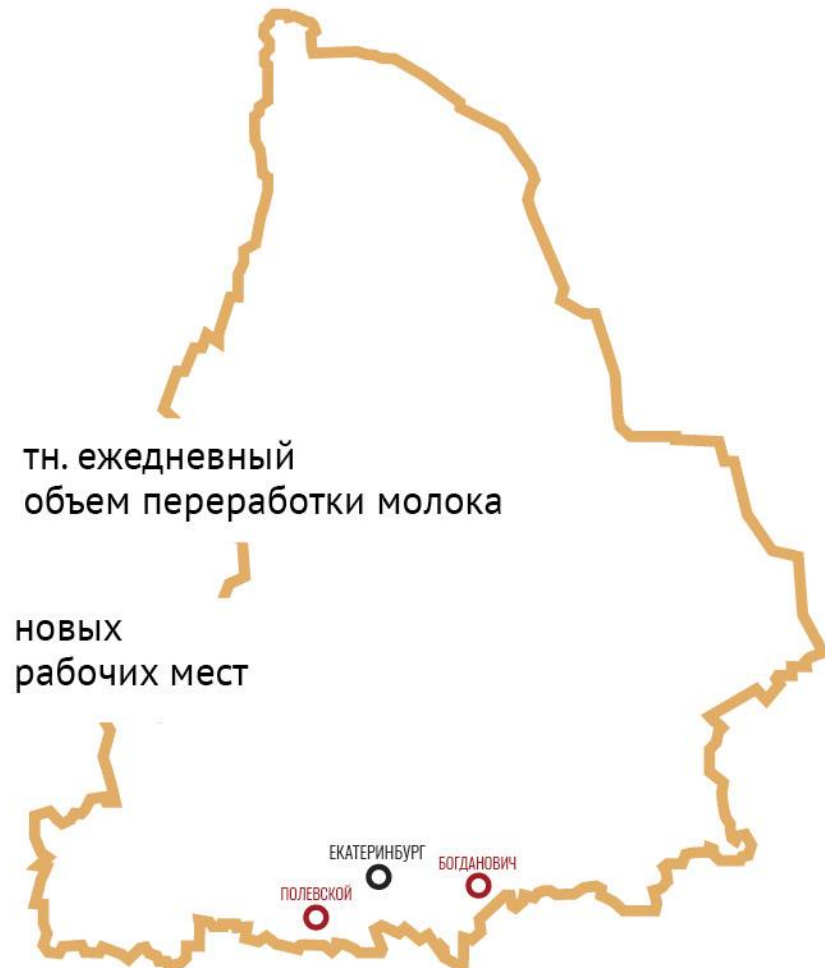 тн. ежедневный
объем переработки молока
новых
рабочих мест
ЕКАТЕРИНБУРГ
БОГДАНОВИЧ
ПОЛЕВСКОЙ